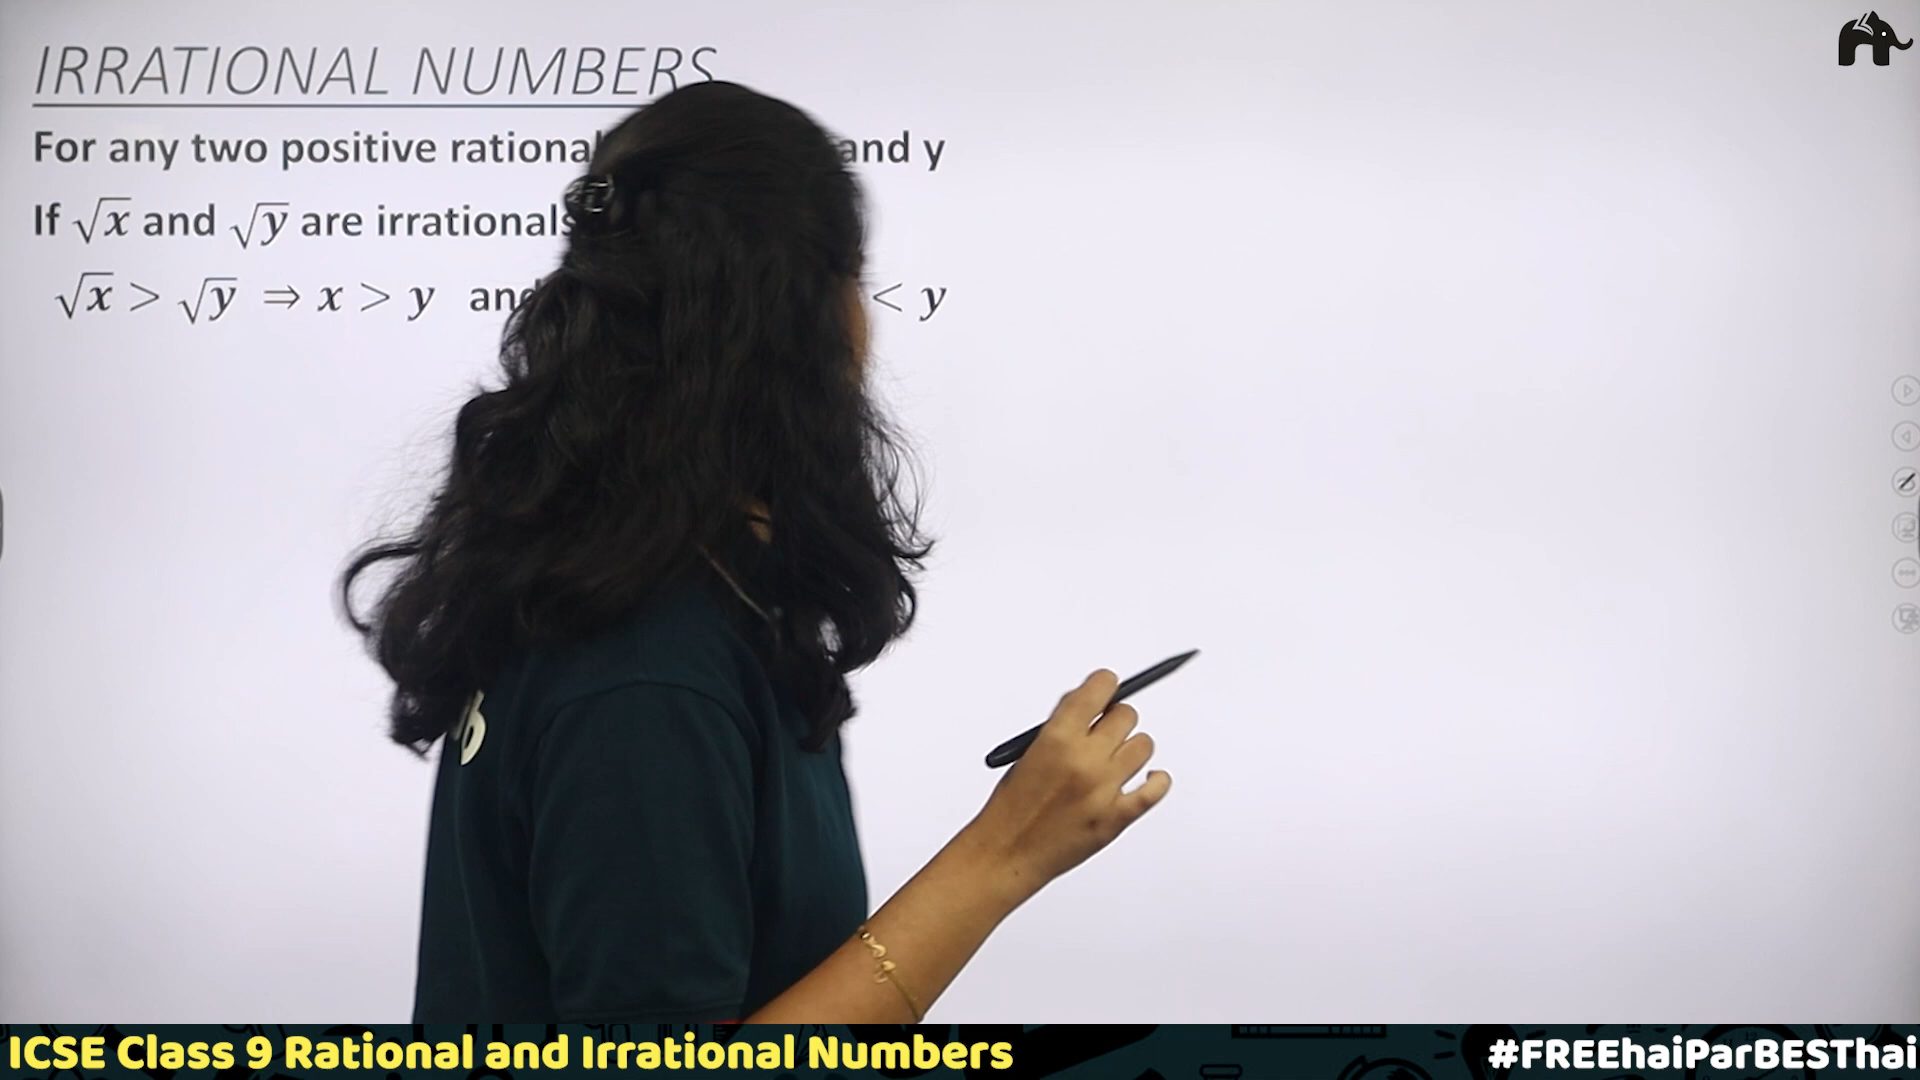 IRRATIONAL NUMBERS
For any two positive rational and y
If √x and √y are irrationals
√x > √y ⇒ x > y and < y
ICSE Class 9 Rational and Irrational Numbers
#FREEhaiParBESThai